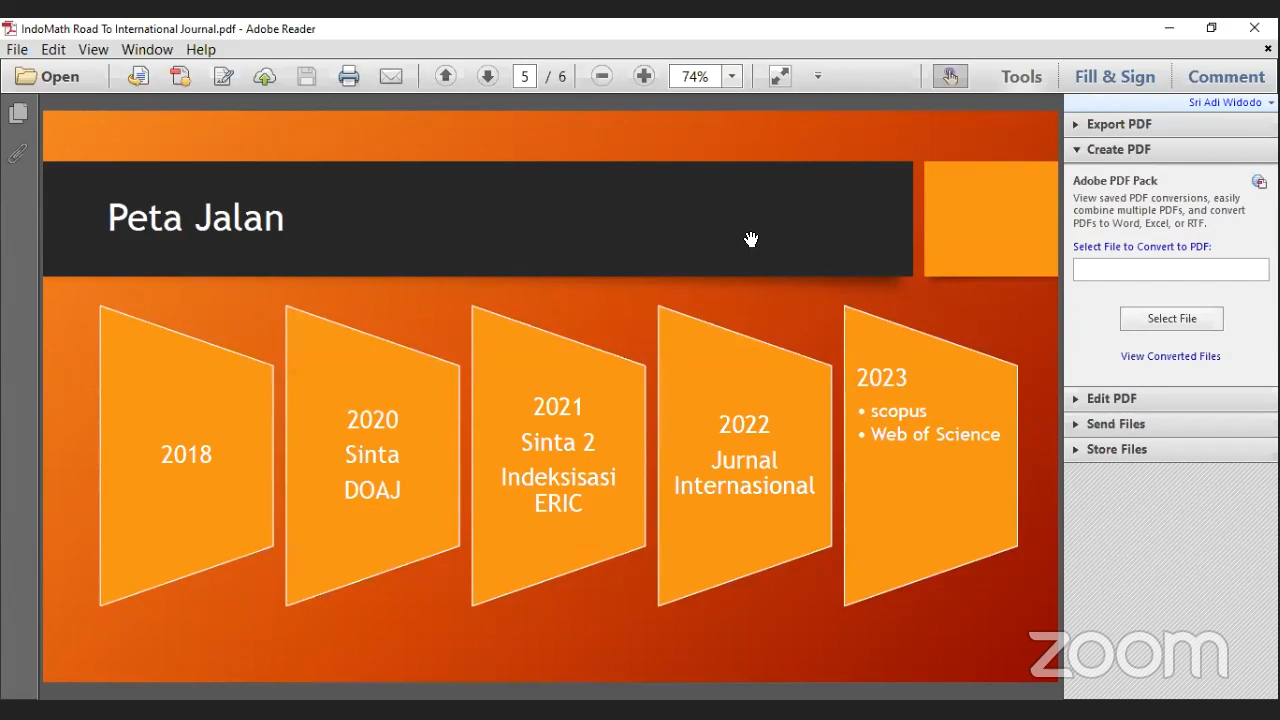 IndoMath Road To International Journal.pdf - Adobe Reader
File Edit View Window Help
Open 5 / 6 74% Tools Fill & Sign Comment
Sri Adi Widodo
Export PDF
Create PDF
Adobe PDF Pack
View saved PDF conversions, easily
combine multiple PDFs, and convert
PDFs to Word, Excel, or RTF.
Select File to Convert to PDF:
Select File
View Converted Files
Edit PDF
Send Files
Store Files
Peta Jalan
2018
2020
Sinta
DOAJ
2021
Sinta 2
Indeksisasi
ERIC
2022
Jurnal
Internasional
2023
• scopus
• Web of Science
zoom